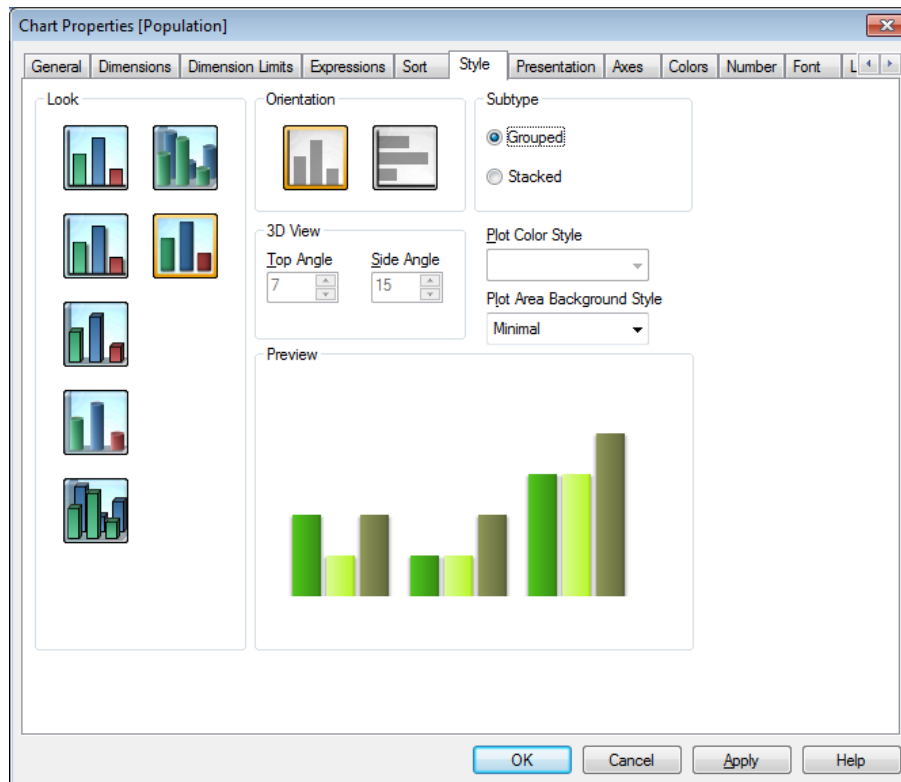 Chart Properties [Population]
General Dimensions Dimension Limits Expressions Sort Style Presentation Axes Colors Number Font L
Look
Orientation
Subtype
Grouped
Stacked
3D View
Top Angle Side Angle
7 15
Plot Color Style
Plot Area Background Style
Minimal
Preview
OK Cancel Apply Help